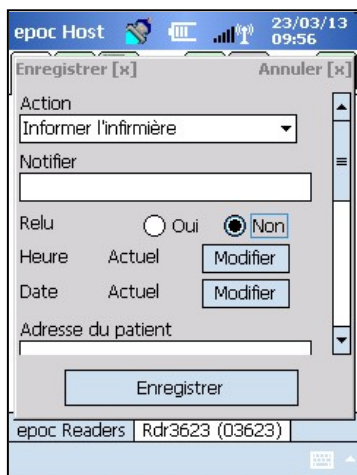 epoc Host 23/03/13
09:56
Enregistrer [x] Annuler [x]
Action
Informer l'infirmière
Notifier
Relu Oui Non
Heure Actuel Modifier
Date Actuel Modifier
Adresse du patient
Enregistrer
epoc Readers Rdr3623 (03623)